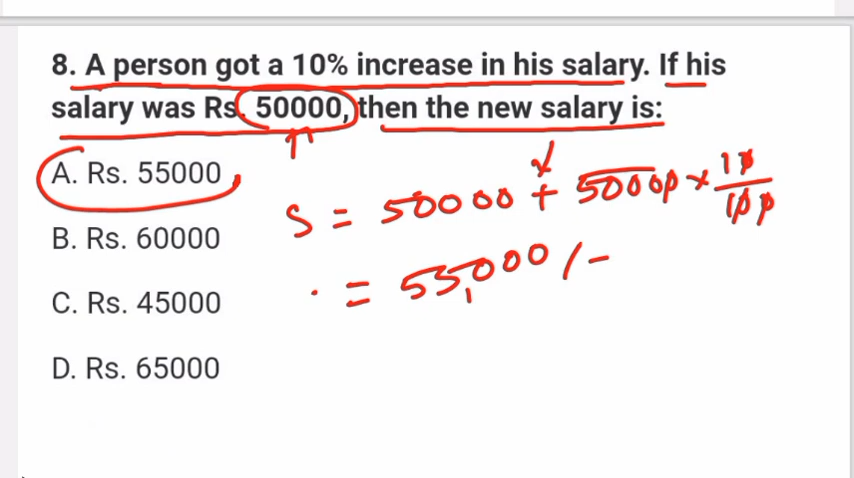 8. A person got a 10% increase in his salary. If his
salary was Rs. 50000, then the new salary is:
A. Rs. 55000
S = 50000 + 50000 × 10/100
B. Rs. 60000
= 55,000/-
C. Rs. 45000
D. Rs. 65000